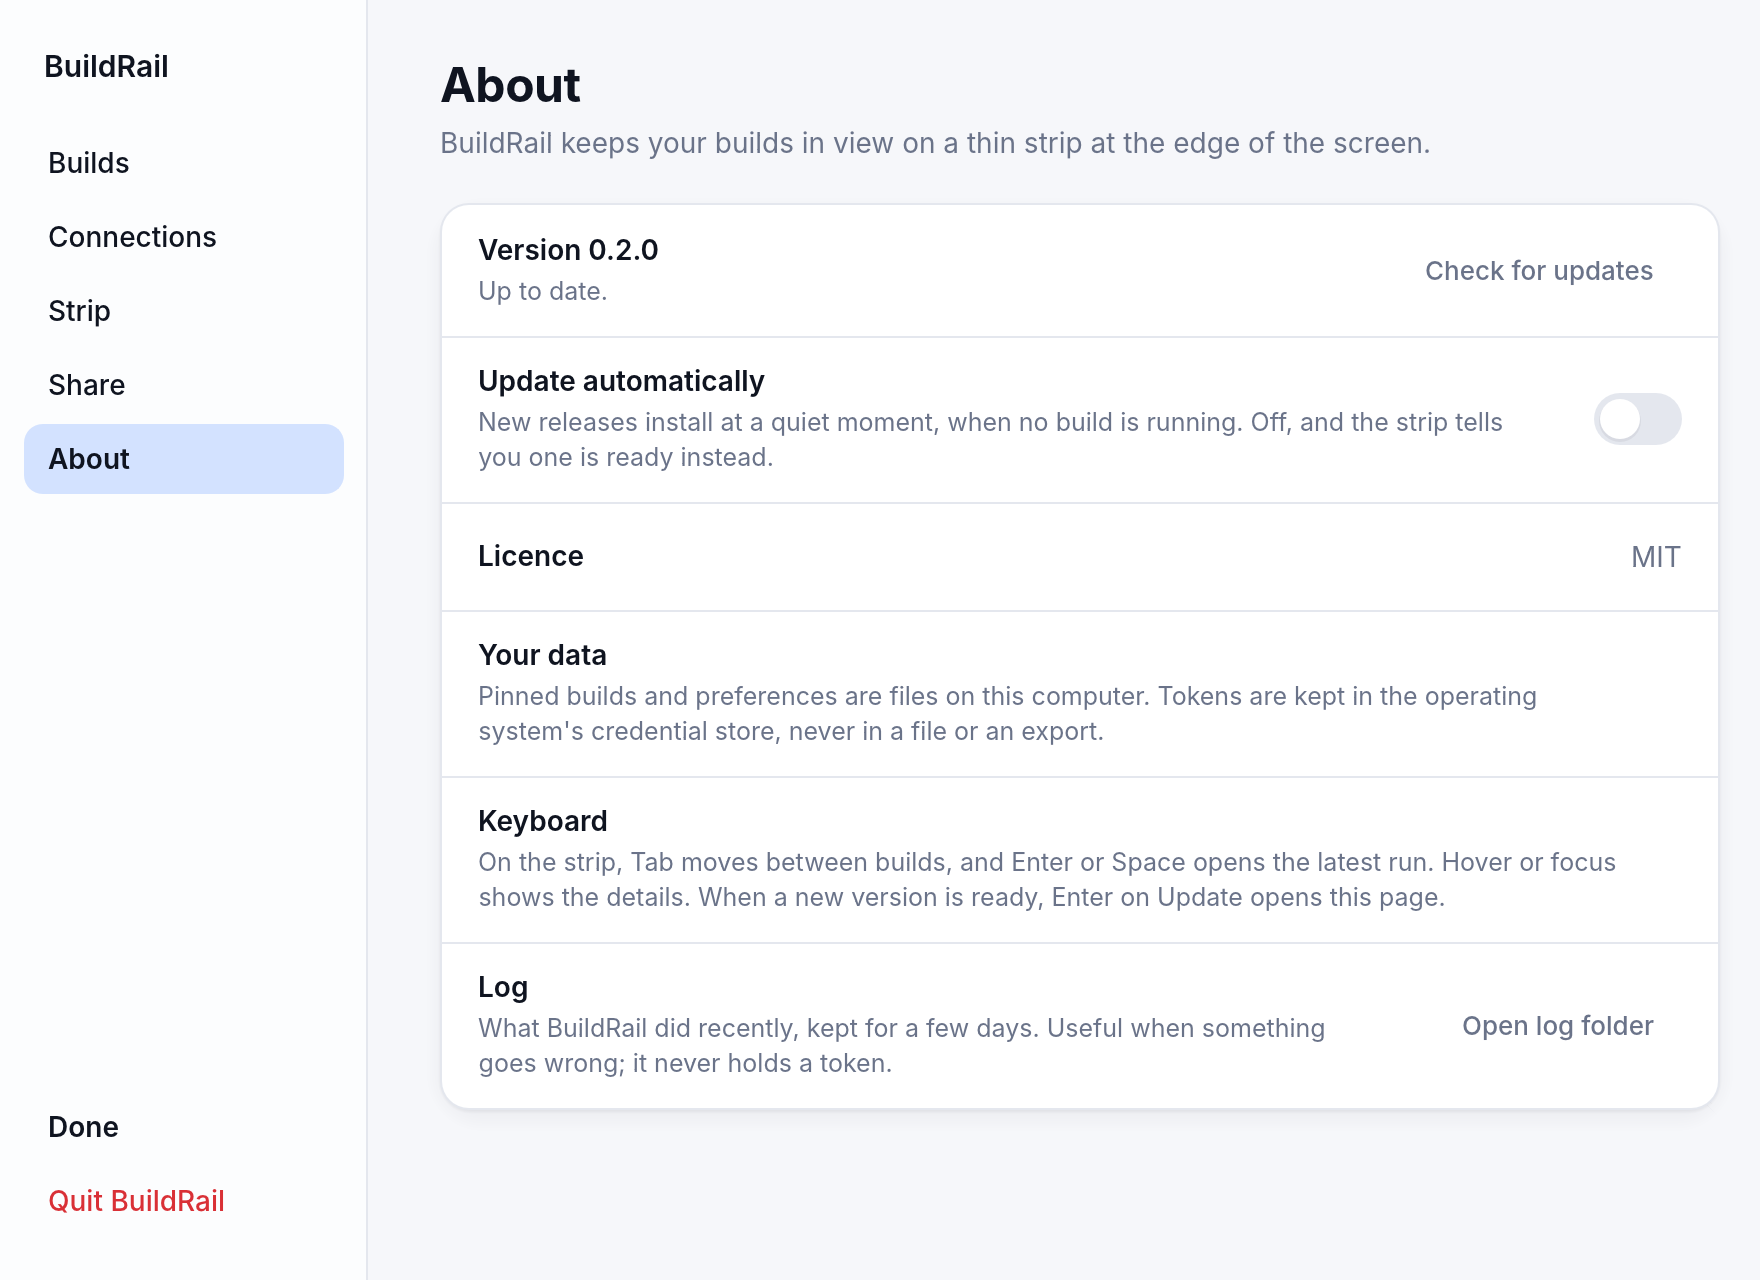 BuildRail
Builds
Connections
Strip
Share
About
Done
Quit BuildRail
About
BuildRail keeps your builds in view on a thin strip at the edge of the screen.
Version 0.2.0
Up to date.
Check for updates
Update automatically
New releases install at a quiet moment, when no build is running. Off, and the strip tells
you one is ready instead.
Licence
MIT
Your data
Pinned builds and preferences are files on this computer. Tokens are kept in the operating
system's credential store, never in a file or an export.
Keyboard
On the strip, Tab moves between builds, and Enter or Space opens the latest run. Hover or focus
shows the details. When a new version is ready, Enter on Update opens this page.
Log
What BuildRail did recently, kept for a few days. Useful when something
goes wrong; it never holds a token.
Open log folder